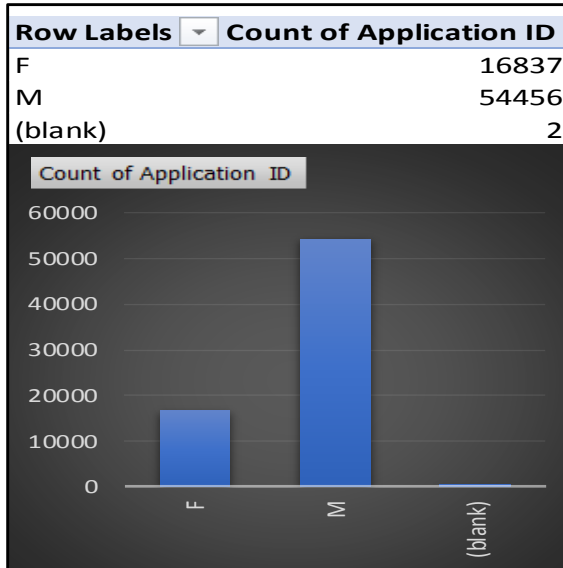 Row Labels Count of Application ID
F 16837
M 54456
(blank) 2
Count of Application ID
60000
50000
40000
30000
20000
10000
0
F M (blank)